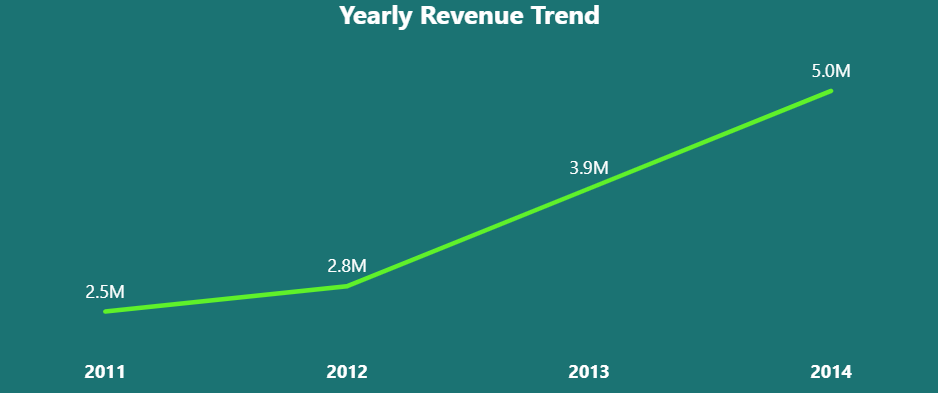 Yearly Revenue Trend
5.0M
3.9M
2.8M
2.5M
2011 2012 2013 2014